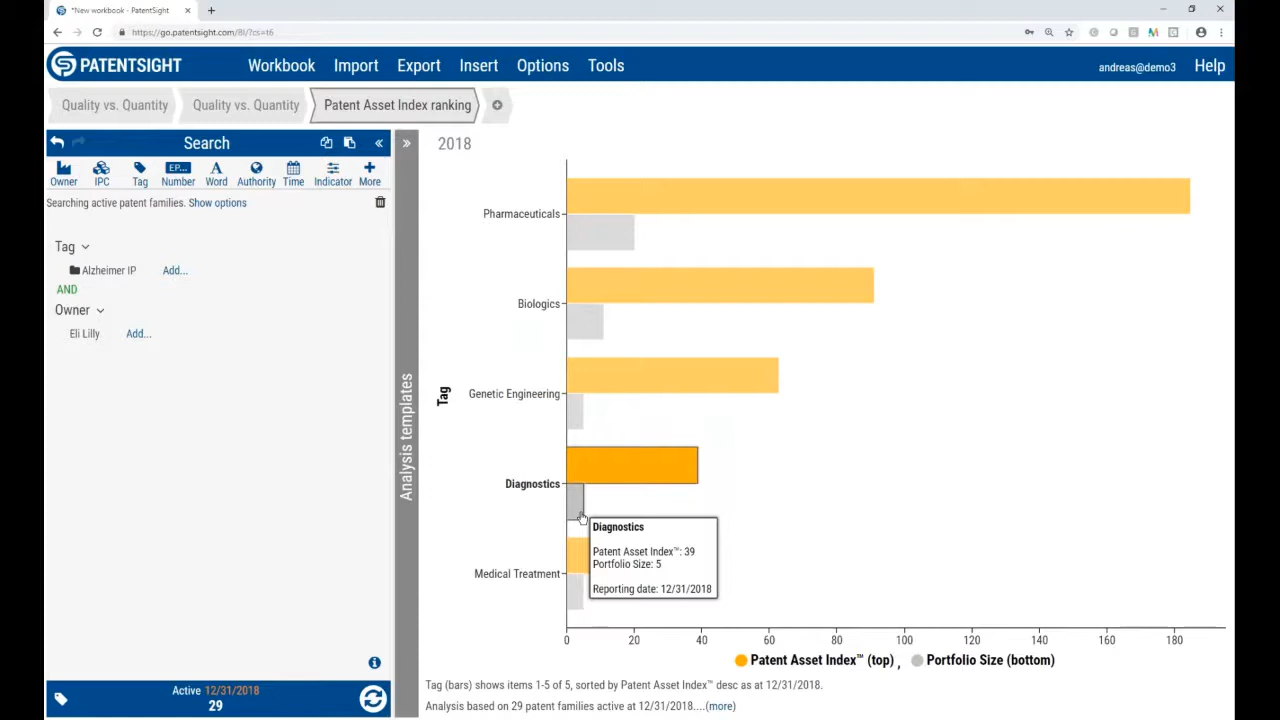 *New workbook - PatentSight
https://go.patentsight.com/BI/?cs=t6
PATENTSIGHT
Workbook Import Export Insert Options Tools
andreas@demo3 Help
Quality vs. Quantity Quality vs. Quantity Patent Asset Index ranking
Search
EP...
Owner IPC Tag Number Word Authority Time Indicator More
Searching active patent families. Show options
Tag
Alzheimer IP Add...
AND
Owner
Eli Lilly Add...
Active 12/31/2018
29
Analysis templates
2018
Tag
Pharmaceuticals
Biologics
Genetic Engineering
Diagnostics
Medical Treatment
Diagnostics
Patent Asset Index™: 39
Portfolio Size: 5
Reporting date: 12/31/2018
0 20 40 60 80 100 120 140 160 180
Patent Asset Index™ (top) , Portfolio Size (bottom)
Tag (bars) shows items 1-5 of 5, sorted by Patent Asset Index™ desc as at 12/31/2018.
Analysis based on 29 patent families active at 12/31/2018....(more)